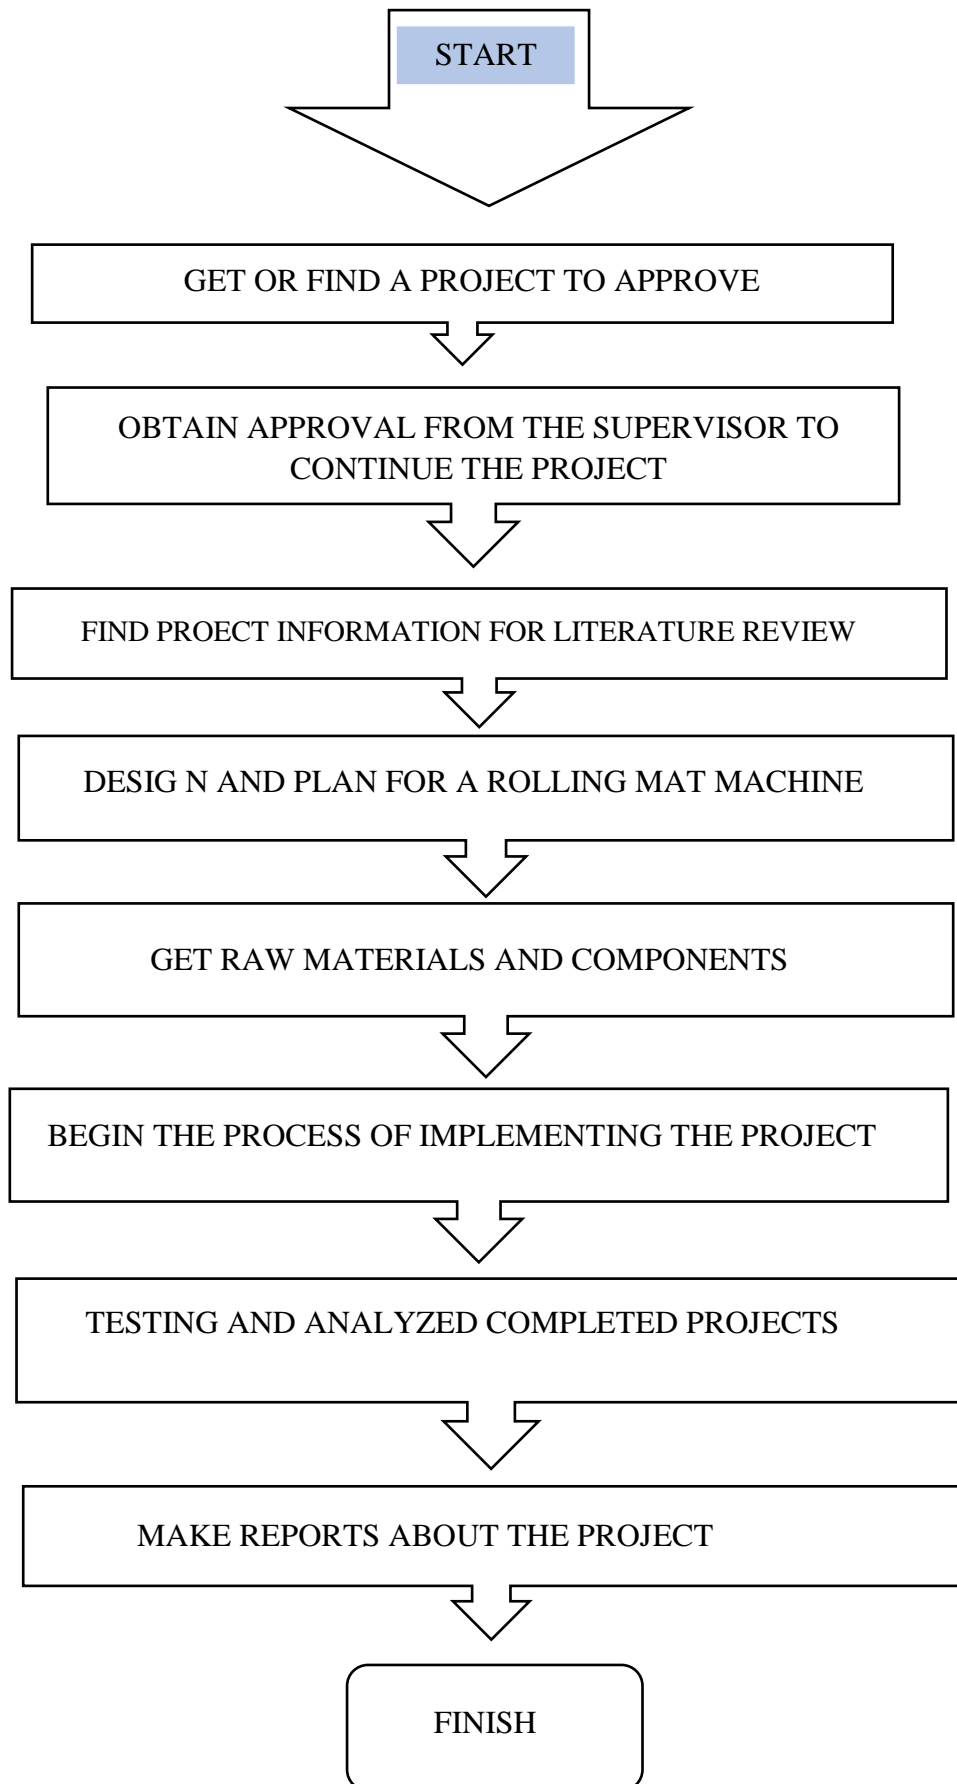 START
GET OR FIND A PROJECT TO APPROVE
OBTAIN APPROVAL FROM THE SUPERVISOR TO
CONTINUE THE PROJECT
FIND PROECT INFORMATION FOR LITERATURE REVIEW
DESIG N AND PLAN FOR A ROLLING MAT MACHINE
GET RAW MATERIALS AND COMPONENTS
BEGIN THE PROCESS OF IMPLEMENTING THE PROJECT
TESTING AND ANALYZED COMPLETED PROJECTS
MAKE REPORTS ABOUT THE PROJECT
FINISH